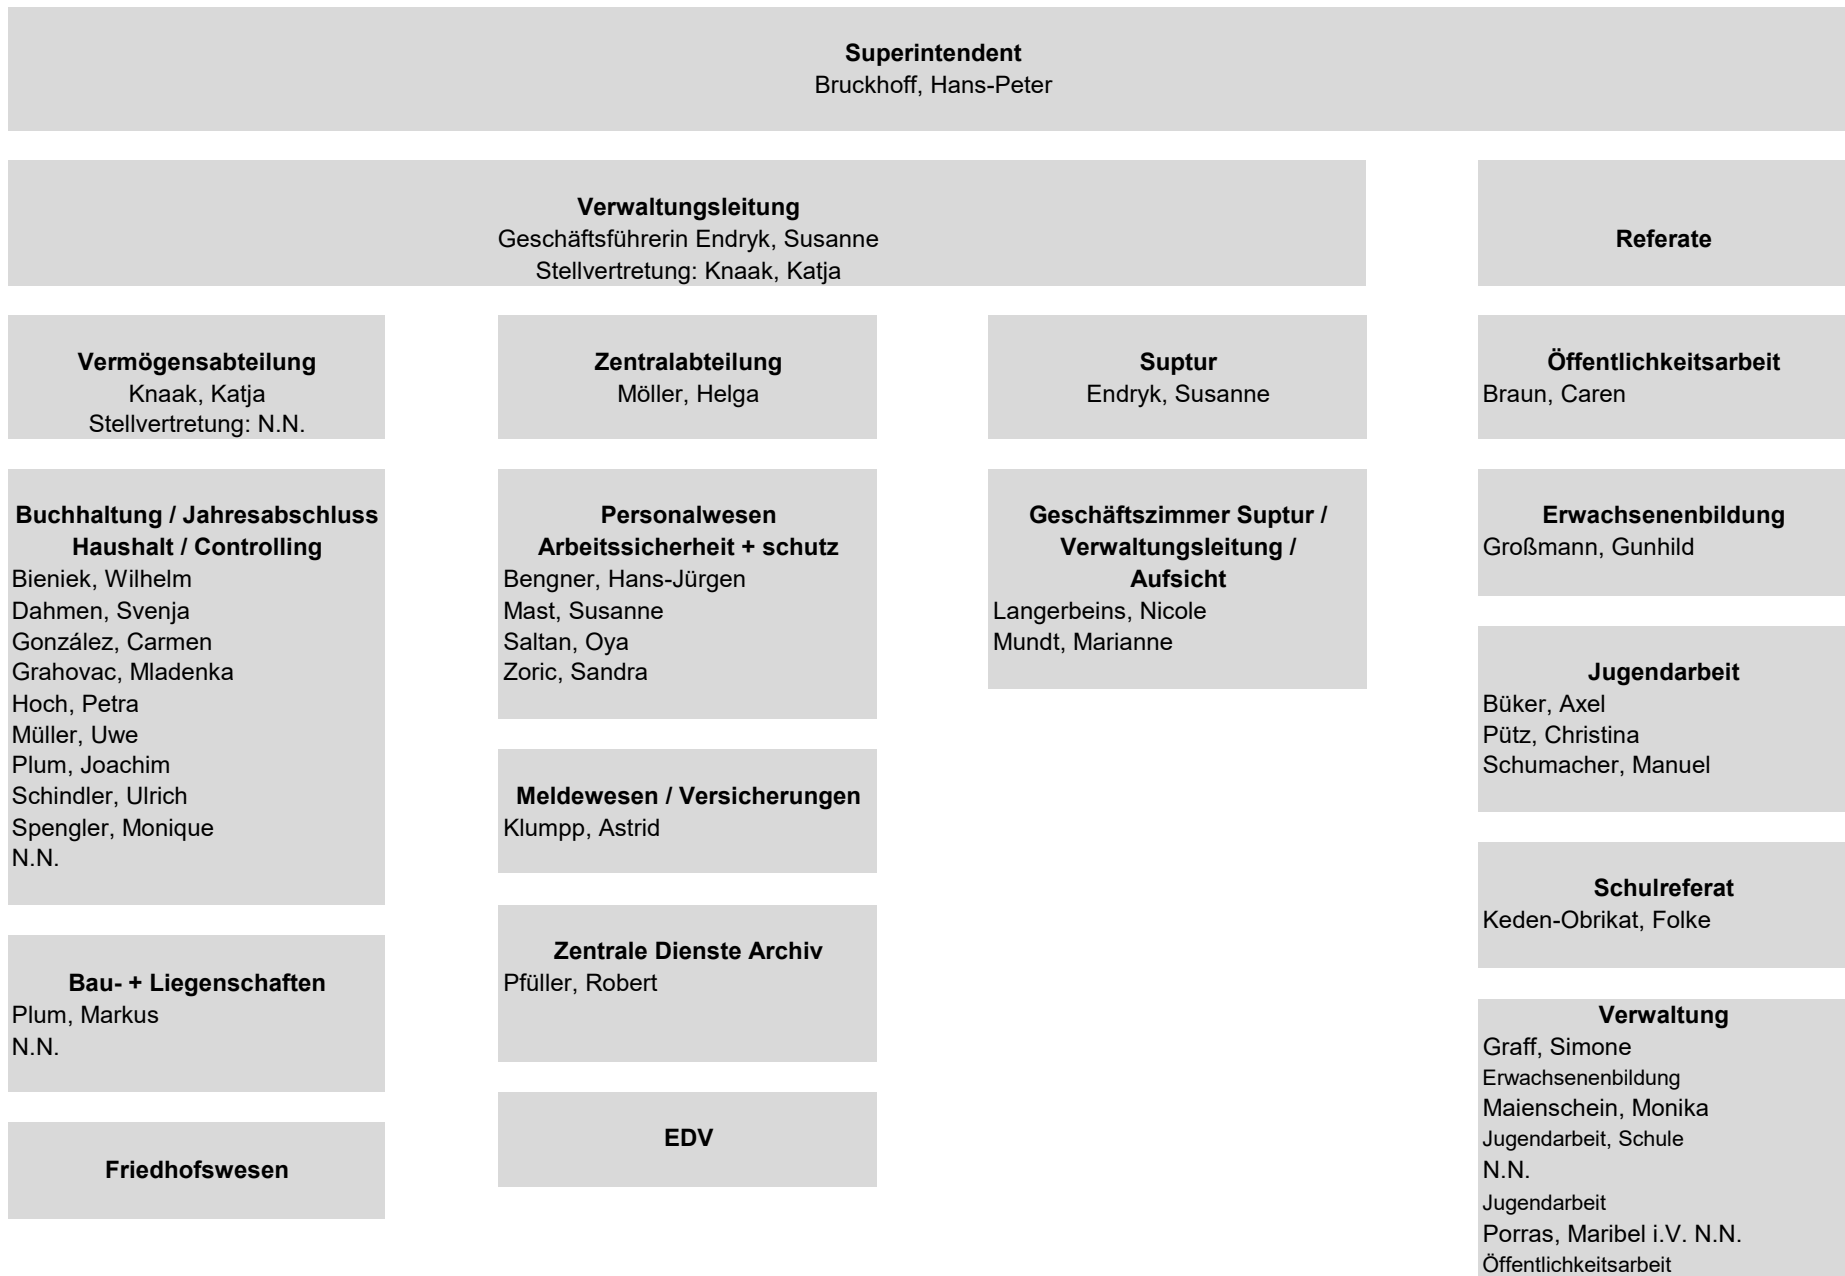 Superintendent
Bruckhoff, Hans-Peter
Verwaltungsleitung
Geschäftsführerin Endryk, Susanne
Stellvertretung: Knaak, Katja
Referate
Vermögensabteilung
Knaak, Katja
Stellvertretung: N.N.
Zentralabteilung
Möller, Helga
Suptur
Endryk, Susanne
Öffentlichkeitsarbeit
Braun, Caren
Buchhaltung / Jahresabschluss
Haushalt / Controlling
Bieniek, Wilhelm
Dahmen, Svenja
González, Carmen
Grahovac, Mladenka
Hoch, Petra
Müller, Uwe
Plum, Joachim
Schindler, Ulrich
Spengler, Monique
N.N.
Bau- + Liegenschaften
Plum, Markus
N.N.
Friedhofswesen
Personalwesen
Arbeitssicherheit + schutz
Bengner, Hans-Jürgen
Mast, Susanne
Saltan, Oya
Zoric, Sandra
Meldewesen / Versicherungen
Klumpp, Astrid
Zentrale Dienste Archiv
Pfüller, Robert
EDV
Geschäftszimmer Suptur /
Verwaltungsleitung /
Aufsicht
Langerbeins, Nicole
Mundt, Marianne
Erwachsenenbildung
Großmann, Gunhild
Jugendarbeit
Büker, Axel
Pütz, Christina
Schumacher, Manuel
Schulreferat
Keden-Obrikat, Folke
Verwaltung
Graff, Simone
Erwachsenenbildung
Maienschein, Monika
Jugendarbeit, Schule
N.N.
Jugendarbeit
Porras, Maribel i.V. N.N.
Öffentlichkeitsarbeit